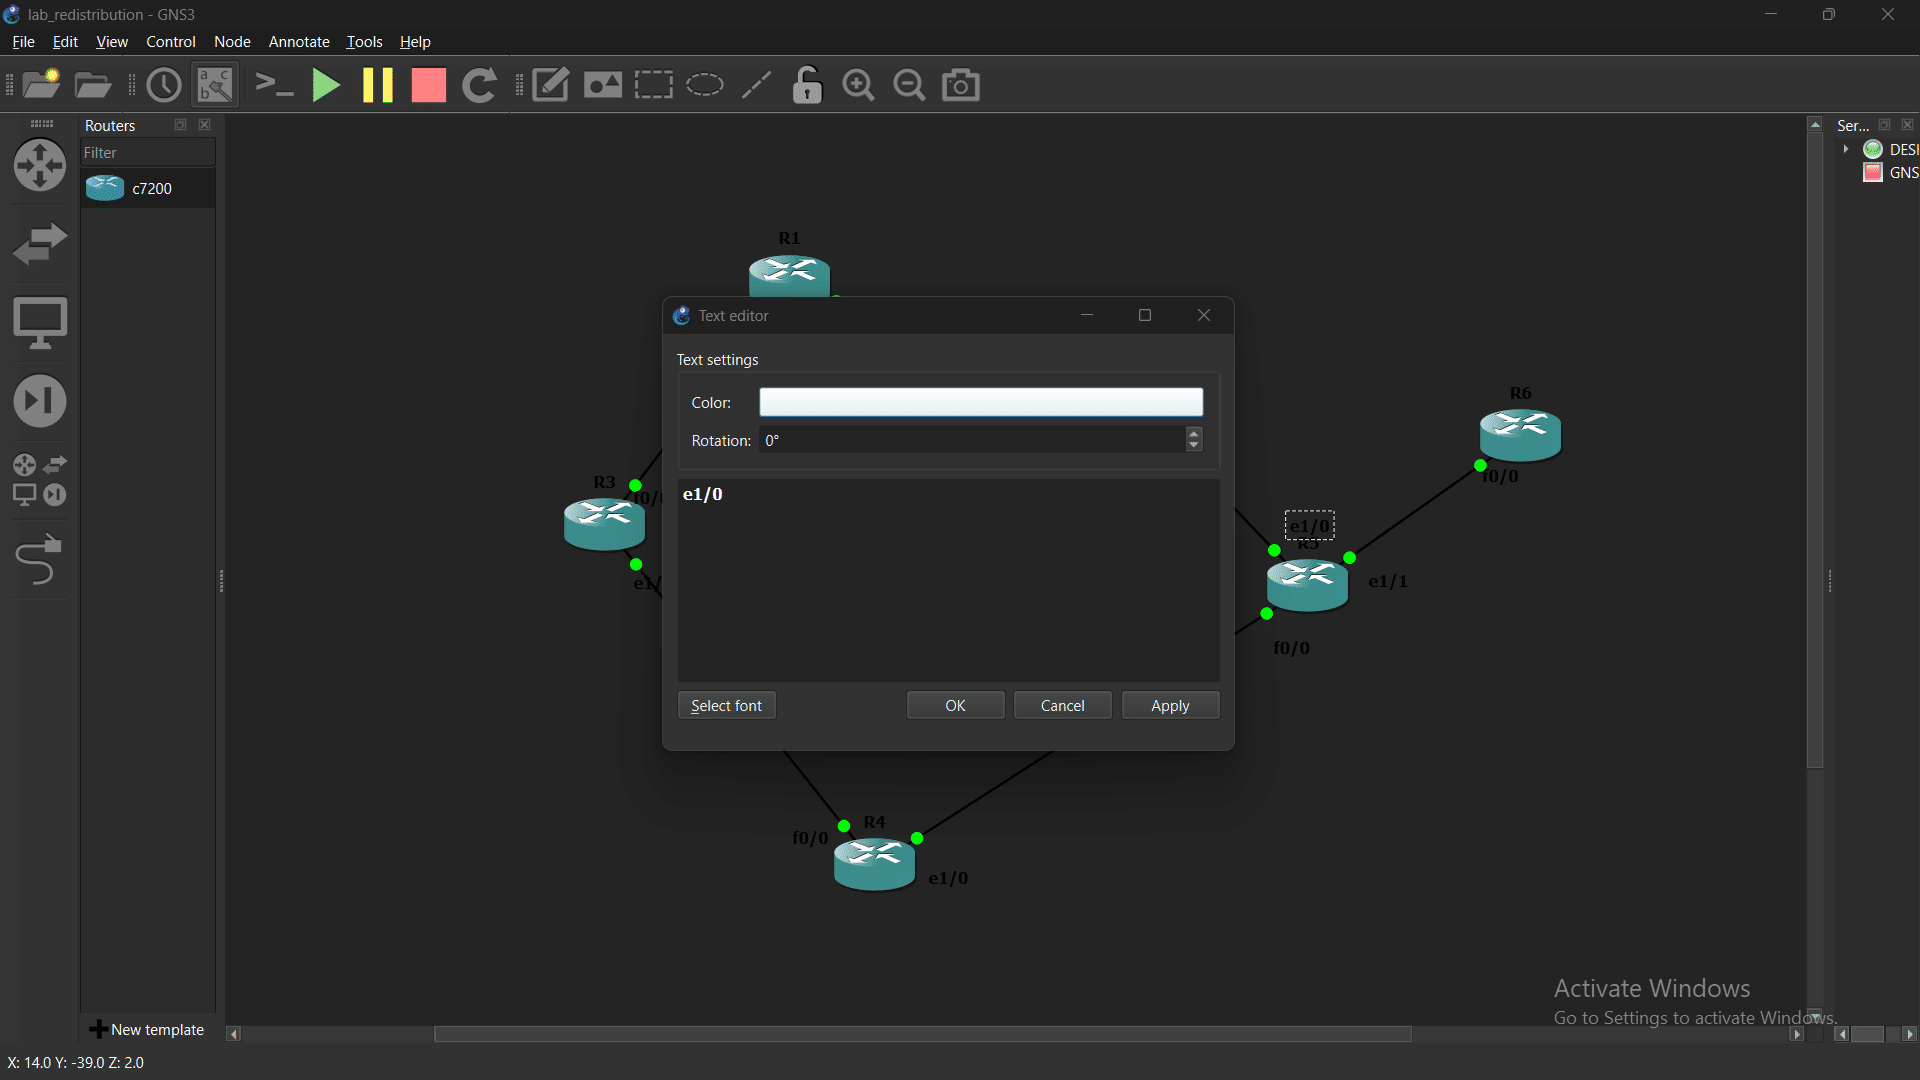 lab_redistribution - GNS3
File Edit View Control Node Annotate Tools Help
a c
b
Routers
Filter
c7200
Ser...
DESI
GNS
R1
Text editor
Text settings
Color:
Rotation: 0°
e1/0
Select font OK Cancel Apply
R6
f0/0
R3
f0/
e1/
e1/0
R5
e1/1
f0/0
R4
f0/0
e1/0
Activate Windows
Go to Settings to activate Windows.
New template
X: 14.0 Y: -39.0 Z: 2.0